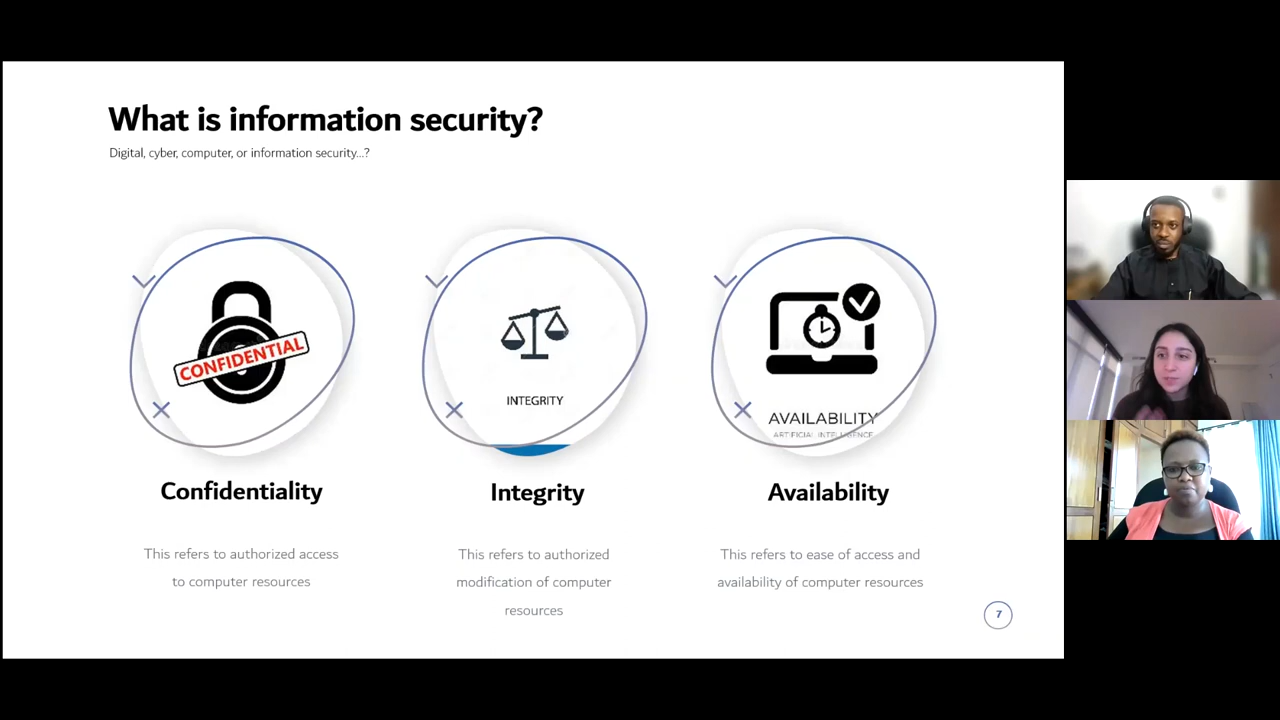 What is information security?
Digital, cyber, computer, or information security...?
CONFIDENTIAL
INTEGRITY
AVAILABILITY
ARTIFICIAL INTELLIGENCE
Confidentiality
Integrity
Availability
This refers to authorized access
to computer resources
This refers to authorized
modification of computer
resources
This refers to ease of access and
availability of computer resources
7